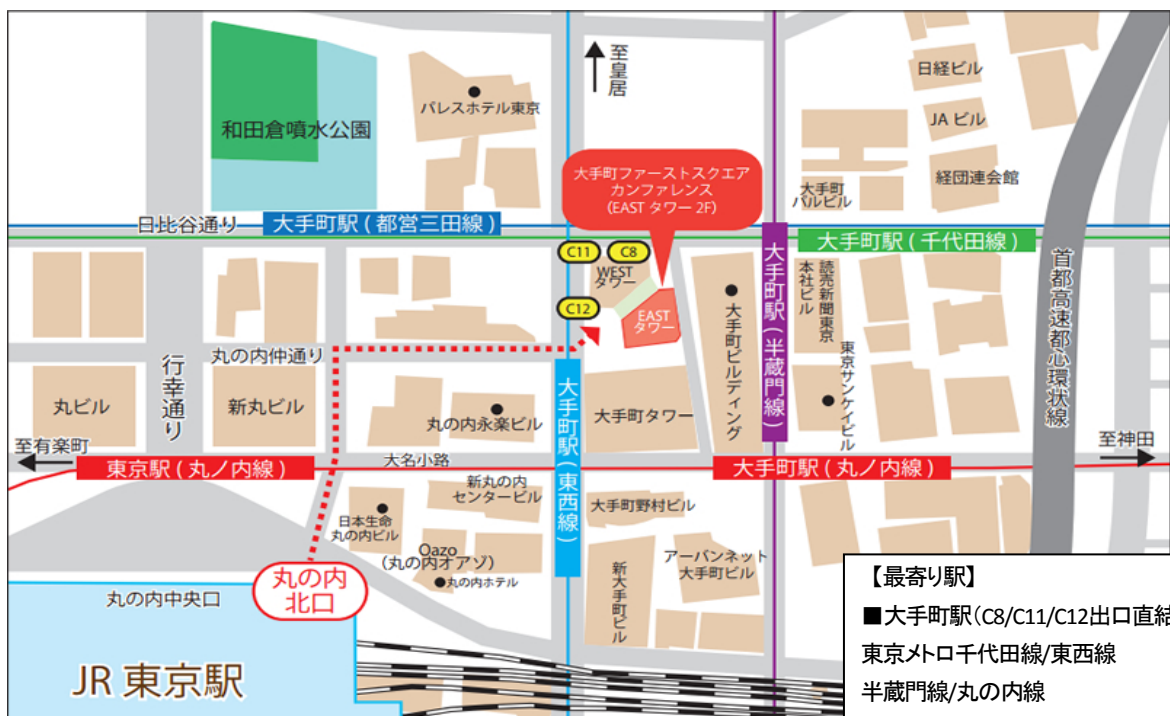 至皇居
日経ビル
パレスホテル東京
JA ビル
和田倉噴水公園
大手町ファーストスクエア
カンファレンス
(EAST タワー 2F)
大手町
パルビル
経団連会館
日比谷通り
大手町駅 ( 都営三田線 )
大手町駅 ( 千代田線 )
C11
C8
WEST
タワー
C12
EAST
タワー
大手町ビルディング
大手町駅 ( 半蔵門線 )
読売新聞東京
本社ビル
東京サンケイビル
首都高速都心環状線
丸の内仲通り
行幸通り
丸ビル
新丸ビル
丸の内永楽ビル
大手町駅 ( 東西線 )
大手町タワー
至有楽町
至神田
東京駅 ( 丸ノ内線 )
大名小路
大手町駅 ( 丸ノ内線 )
新丸の内
センタービル
大手町野村ビル
日本生命
丸の内ビル
Oazo
(丸の内オアゾ)
丸の内ホテル
新大手町ビル
アーバンネット
大手町ビル
丸の内
北口
丸の内中央口
JR 東京駅
【最寄り駅】
■大手町駅(C8/C11/C12出口直結
東京メトロ千代田線/東西線
半蔵門線/丸の内線